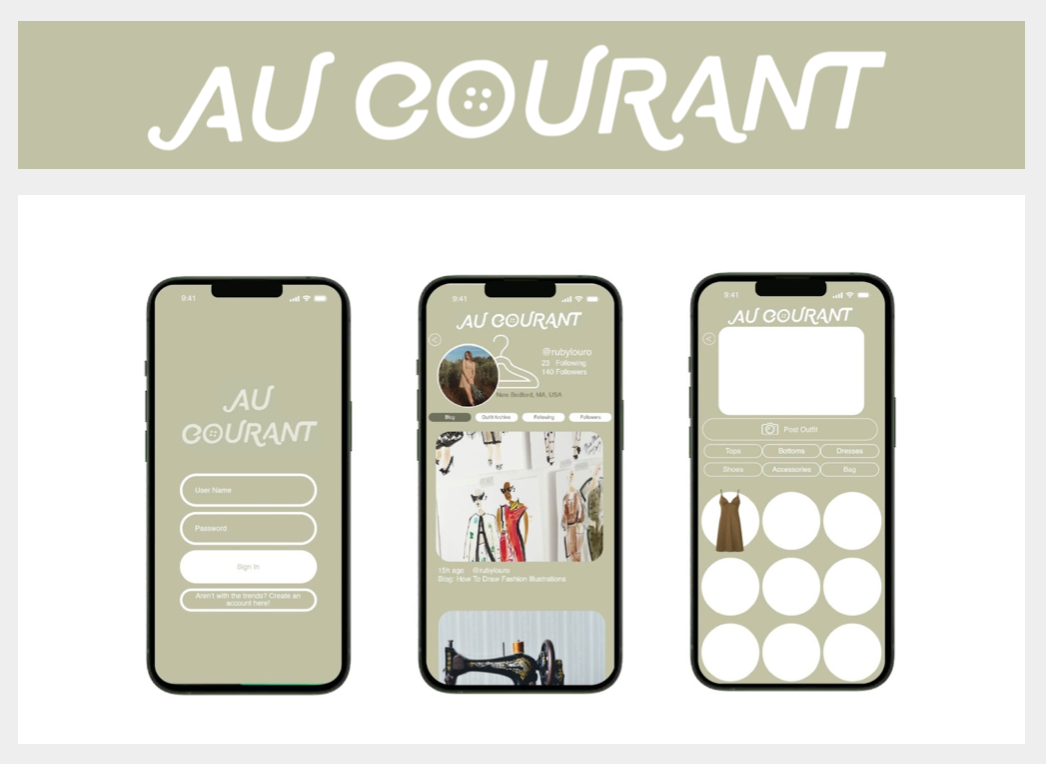 AU COURANT
9:41
AU
COURANT
User Name
Password
Sign In
Aren't with the trends? Create an
account here!
9:41
AU COURANT
@rubylouro
23 Following
140 Followers
New Bedford, MA, USA
Blog Outfit Archive Following Followers
15h ago @rubylouro
Blog: How To Draw Fashion Illustrations
9:41
AU COURANT
Post Outfit
Tops Bottoms Dresses
Shoes Accessories Bag